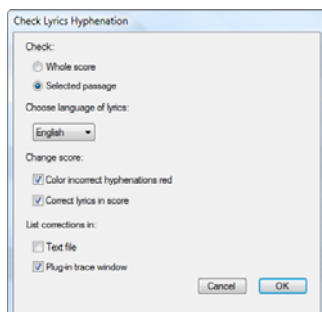 Check Lyrics Hyphenation
Check:
Whole score
Selected passage
Choose language of lyrics:
English
Change score:
Color incorrect hyphenations red
Correct lyrics in score
List corrections in:
Text file
Plug-in trace window
Cancel OK